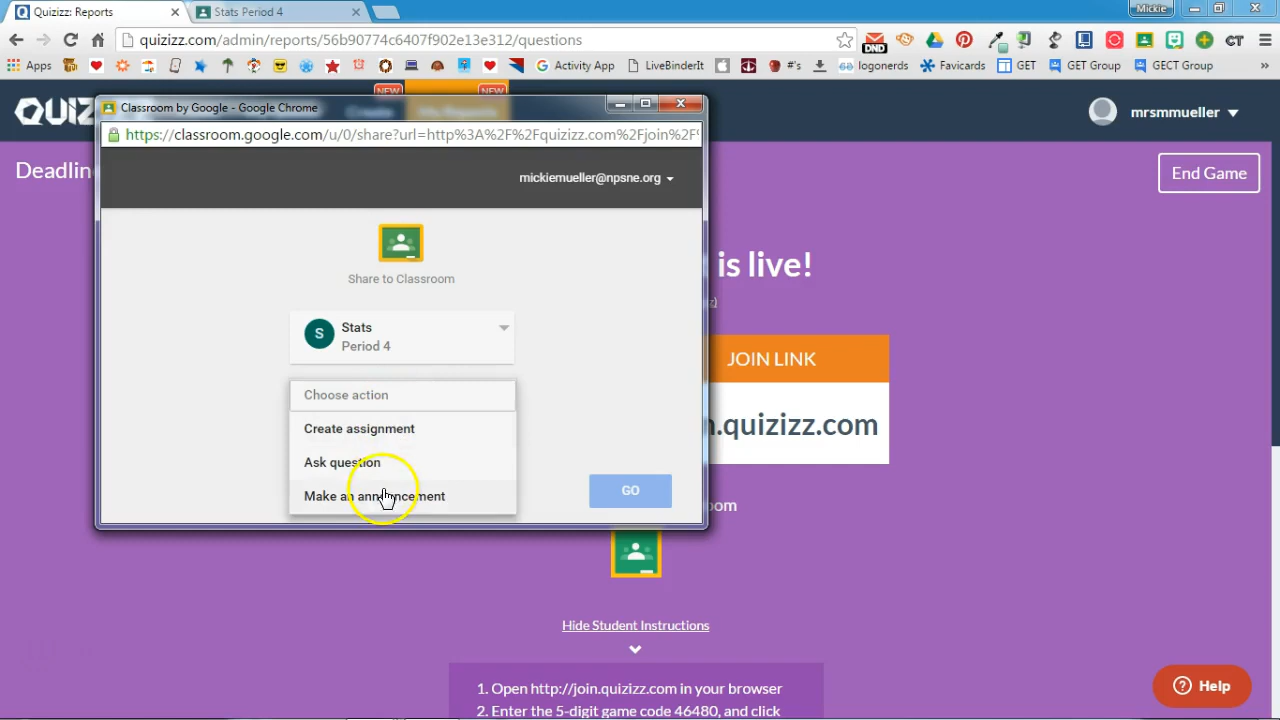 Quizizz: Reports
Stats Period 4
Mickie
quizizz.com/admin/reports/56b90774c6407f902e13e312/questions
DND
CT
Apps
Activity App
LiveBinderIt
#'s
logonerds
Favicards
GET
GET Group
GECT Group
»
QUIZ
NEW
NEW
mrsmmueller
Classroom by Google - Google Chrome
https://classroom.google.com/u/0/share?url=http%3A%2F%2Fquizizz.com%2Fjoin%2F
mickiemueller@npsne.org
Deadlin
End Game
Share to Classroom
is live!
S
Stats
Period 4
JOIN LINK
Choose action
Create assignment
n.quizizz.com
Ask question
Make an announcement
GO
om
Hide Student Instructions
1. Open http://join.quizizz.com in your browser
2. Enter the 5-digit game code 46480, and click
Help